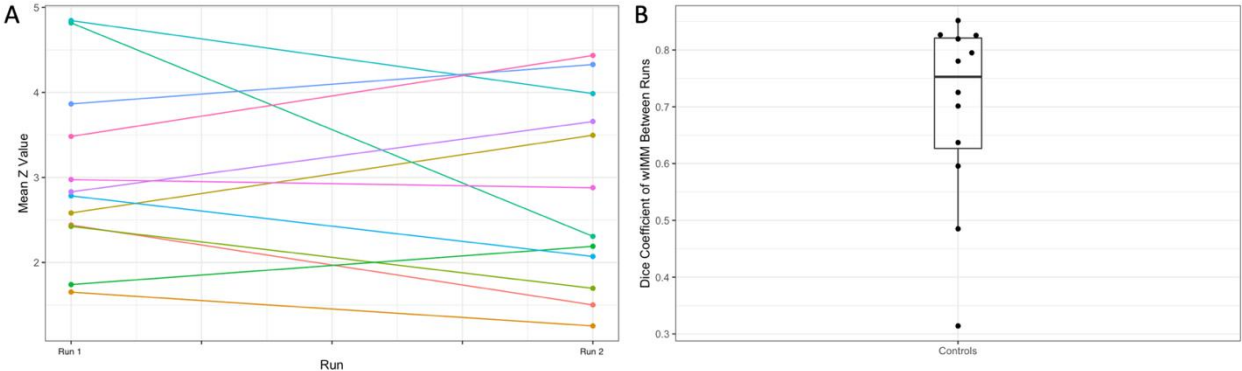 A
Mean Z Value
5
4
3
2
Run 1
Run 2
Run
B
Dice Coefficient of wIMM Between Runs
0.8
0.7
0.6
0.5
0.4
0.3
Controls